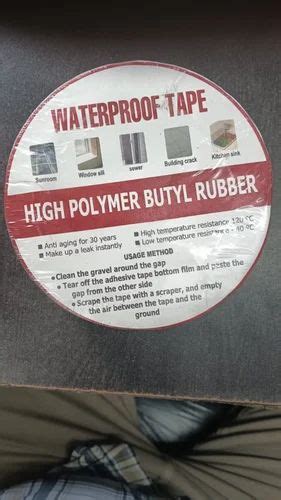 WATERPROOF TAPE
Sunroom
Window sill
sewer
Building crack
Kitchen sink
HIGH POLYMER BUTYL RUBBER
Anti aging for 30 years
High temperature resistance 120 ºC
Make up a leak instantly
Low temperature resistance - 40 ºC
USAGE METHOD
•Clean the gravel around the gap
• Tear off the adhesive tape bottom film and paste the
gap from the other side
• Scrape the tape with a scraper, and empty
the air between the tape and the
ground